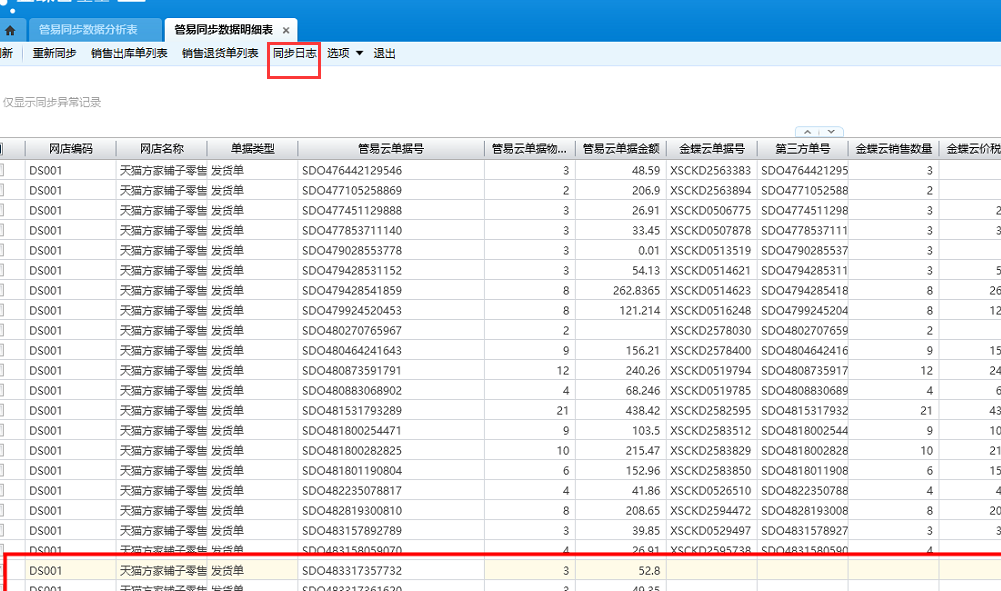 管易同步数据分析表 管易同步数据明细表 ×
刷新 重新同步 销售出库单列表 销售退货单列表 同步日志 选项 退出
仅显示同步异常记录
网店编码 网店名称 单据类型 管易云单据号 管易云单据物... 管易云单据金额 金蝶云单据号 第三方单号 金蝶云销售数量 金蝶云价税
DS001 天猫方家铺子零售 发货单 SDO476442129546 3 48.59 XSCKD2563383 SDO4764421295 3
DS001 天猫方家铺子零售 发货单 SDO477105258869 2 206.9 XSCKD2563894 SDO4771052588 2
DS001 天猫方家铺子零售 发货单 SDO477451129888 3 26.91 XSCKD0506775 SDO4774511298 3 2
DS001 天猫方家铺子零售 发货单 SDO477853711140 3 33.45 XSCKD0507878 SDO4778537111 3 3
DS001 天猫方家铺子零售 发货单 SDO479028553778 3 0.01 XSCKD0513519 SDO4790285537 3
DS001 天猫方家铺子零售 发货单 SDO479428531152 3 54.13 XSCKD0514621 SDO4794285311 3 5
DS001 天猫方家铺子零售 发货单 SDO479428541859 8 262.8365 XSCKD0514623 SDO4794285418 8 26
DS001 天猫方家铺子零售 发货单 SDO479924520453 8 121.214 XSCKD0516248 SDO4799245204 8 12
DS001 天猫方家铺子零售 发货单 SDO480270765967 2 XSCKD2578030 SDO4802707659 2
DS001 天猫方家铺子零售 发货单 SDO480464241643 9 156.21 XSCKD2578400 SDO4804642416 9 15
DS001 天猫方家铺子零售 发货单 SDO480873591791 12 240.26 XSCKD0519794 SDO4808735917 12 24
DS001 天猫方家铺子零售 发货单 SDO480883068902 4 68.246 XSCKD0519785 SDO4808830689 4 6
DS001 天猫方家铺子零售 发货单 SDO481531793289 21 438.42 XSCKD2582595 SDO4815317932 21 43
DS001 天猫方家铺子零售 发货单 SDO481800254471 9 103.5 XSCKD2583512 SDO4818002544 9 10
DS001 天猫方家铺子零售 发货单 SDO481800282825 10 215.47 XSCKD2583829 SDO4818002828 10 21
DS001 天猫方家铺子零售 发货单 SDO481801190804 6 152.96 XSCKD2583850 SDO4818011908 6 15
DS001 天猫方家铺子零售 发货单 SDO482235078817 4 41.86 XSCKD0526510 SDO4822350788 4 4
DS001 天猫方家铺子零售 发货单 SDO482819300810 8 208.65 XSCKD2594472 SDO4828193008 8 20
DS001 天猫方家铺子零售 发货单 SDO483157892789 3 39.85 XSCKD0529497 SDO4831578927 3 3
DS001 天猫方家铺子零售 发货单 SDO483158059070 4 26.91 XSCKD2595738 SDO4831580590 4
DS001 天猫方家铺子零售 发货单 SDO483317357732 3 52.8
DS001 天猫方家铺子零售 发货单 SDO483317361620 3 49.35